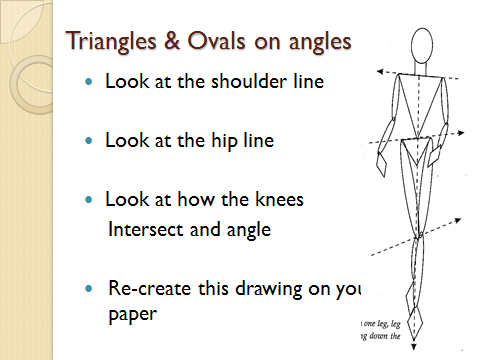 Triangles & Ovals on angles
Look at the shoulder line
Look at the hip line
Look at how the knees
Intersect and angle
Re-create this drawing on you
paper
one leg, leg
ng down the